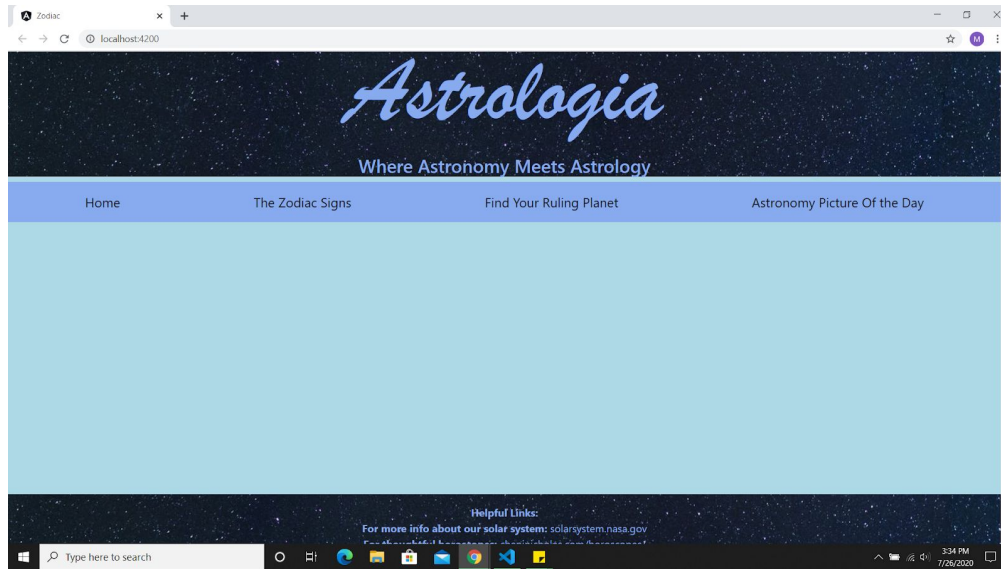 Zodiac
localhost:4200
M
Astrologia
Where Astronomy Meets Astrology
Home The Zodiac Signs Find Your Ruling Planet Astronomy Picture Of the Day
Helpful Links:
For more info about our solar system: solarsystem.nasa.gov
Type here to search
3:34 PM
7/26/2020